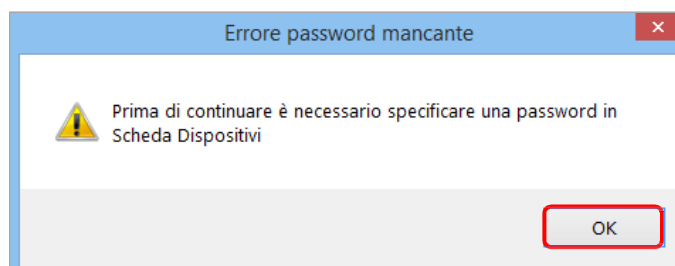 Errore password mancante
Prima di continuare è necessario specificare una password in
Scheda Dispositivi
OK